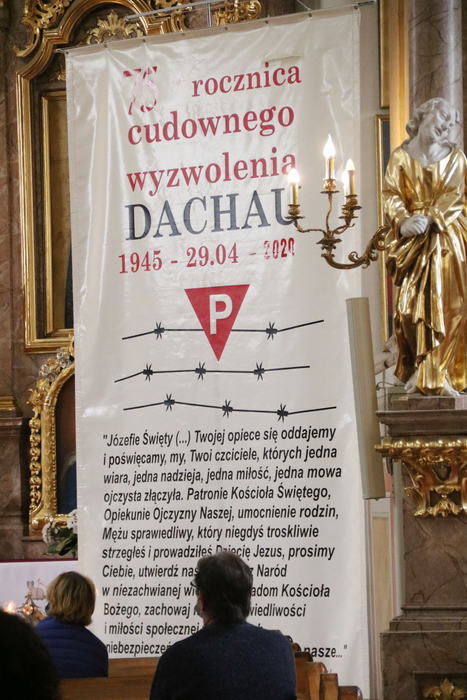 75 rocznica
cudownego
wyzwolenia
DACHAU
1945 - 29.04 - 2020
P
"Józefie Święty (...) Twojej opiece się oddajemy
i poświęcamy, my, Twoi czciciele, których jedna
wiara, jedna nadzieja, jedna miłość, jedna mowa
ojczysta złączyła. Patronie Kościoła Świętego,
Opiekunie Ojczyzny Naszej, umocnienie rodzin,
Mężu sprawiedliwy, który niegdyś troskliwie
strzegłeś i prowadziłeś Dziecię Jezus, prosimy
Ciebie, utwierdź Naród
w niezachwianej Kościoła
Bożego, zachowaj
i miłości
nasze..."